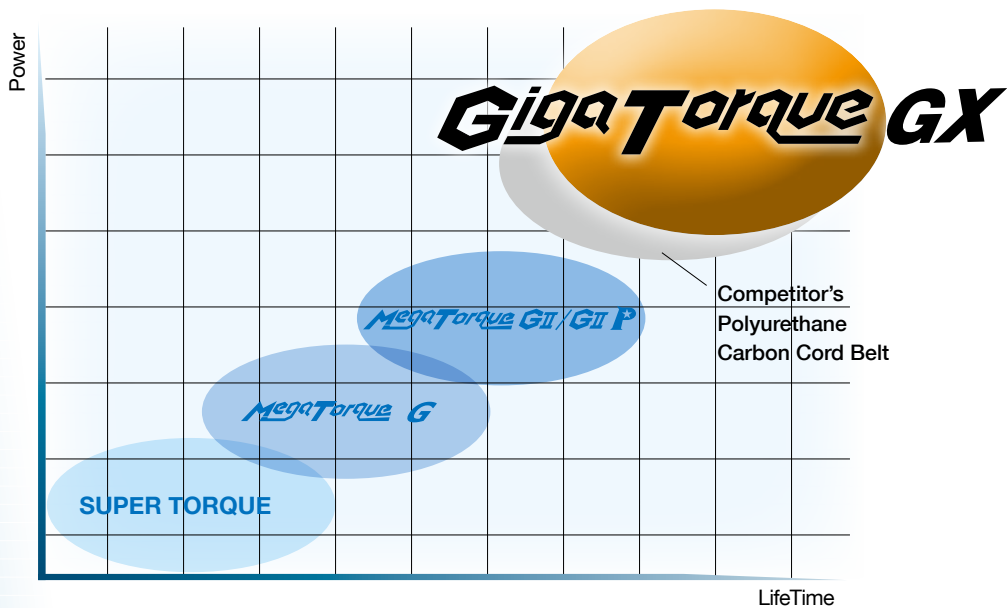 Power
GigaTorque GX
Competitor's
Polyurethane
Carbon Cord Belt
MegaTorque GII/GII P
MegaTorque G
SUPER TORQUE
LifeTime